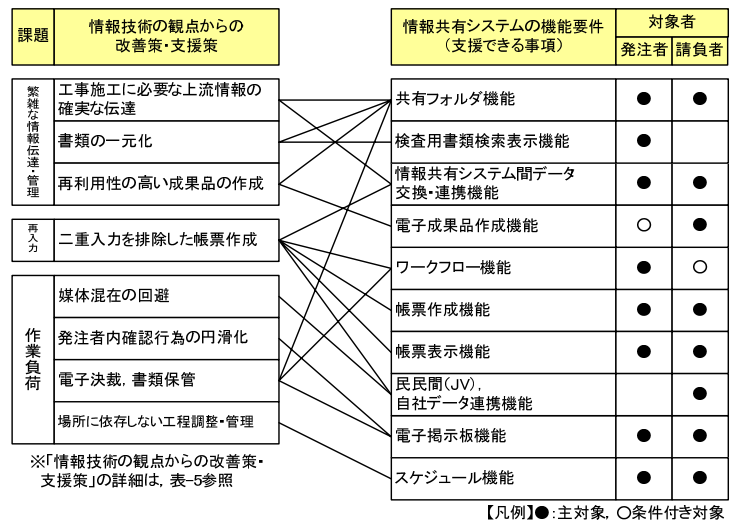 課題
情報技術の観点からの
改善策・支援策
繁雑な情報伝達・管理
工事施工に必要な上流情報の
確実な伝達
書類の一元化
再利用性の高い成果品の作成
再入力
二重入力を排除した帳票作成
作業負荷
媒体混在の回避
発注者内確認行為の円滑化
電子決裁，書類保管
場所に依存しない工程調整・管理
※「情報技術の観点からの改善策・
支援策」の詳細は，表-5参照
情報共有システムの機能要件
（支援できる事項）
対象者
発注者 請負者
共有フォルダ機能 ● ●
検査用書類検索表示機能 ●
情報共有システム間データ
交換・連携機能 ● ●
電子成果品作成機能 ○ ●
ワークフロー機能 ● ○
帳票作成機能 ● ●
帳票表示機能 ● ●
民民間（JV），
自社データ連携機能 ●
電子掲示板機能 ● ●
スケジュール機能 ● ●
【凡例】●：主対象，○条件付き対象